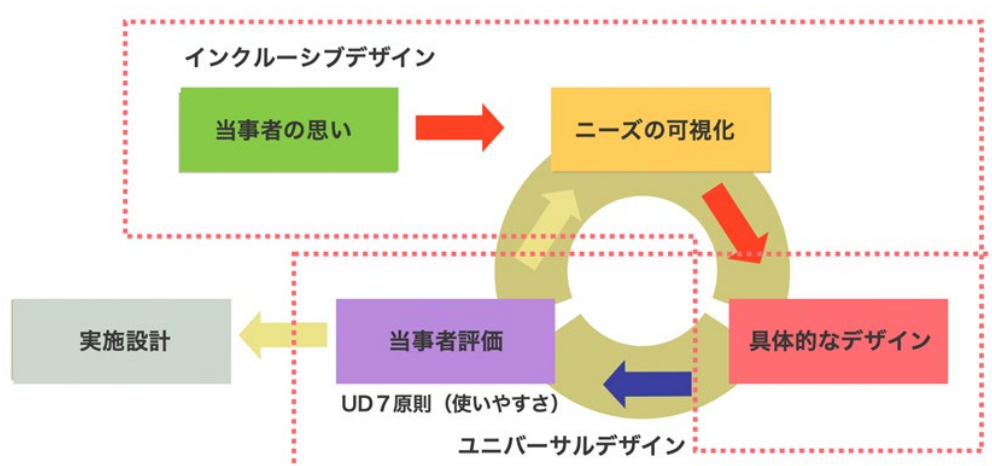 インクルーシブデザイン
当事者の思い
ニーズの可視化
実施設計
当事者評価
具体的なデザイン
UD７原則（使いやすさ）
ユニバーサルデザイン